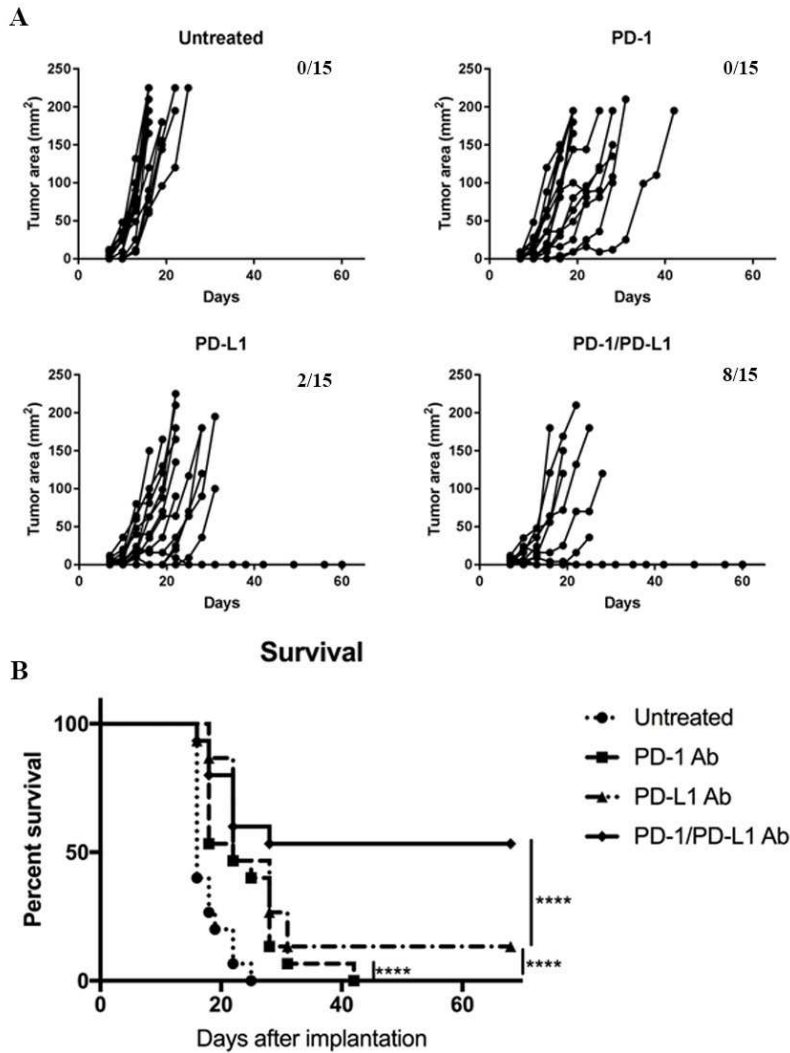 A
Untreated
0/15
Tumor area (mm²)
250
200
150
100
50
0
0 20 40 60
Days
PD-1
0/15
Tumor area (mm²)
250
200
150
100
50
0
0 20 40 60
Days
PD-L1
2/15
Tumor area (mm²)
250
200
150
100
50
0
0 20 40 60
Days
PD-1/PD-L1
8/15
Tumor area (mm²)
250
200
150
100
50
0
0 20 40 60
Days
B
Survival
Percent survival
100
50
0
0 20 40 60
Days after implantation
Untreated
PD-1 Ab
PD-L1 Ab
PD-1/PD-L1 Ab
****
****
****